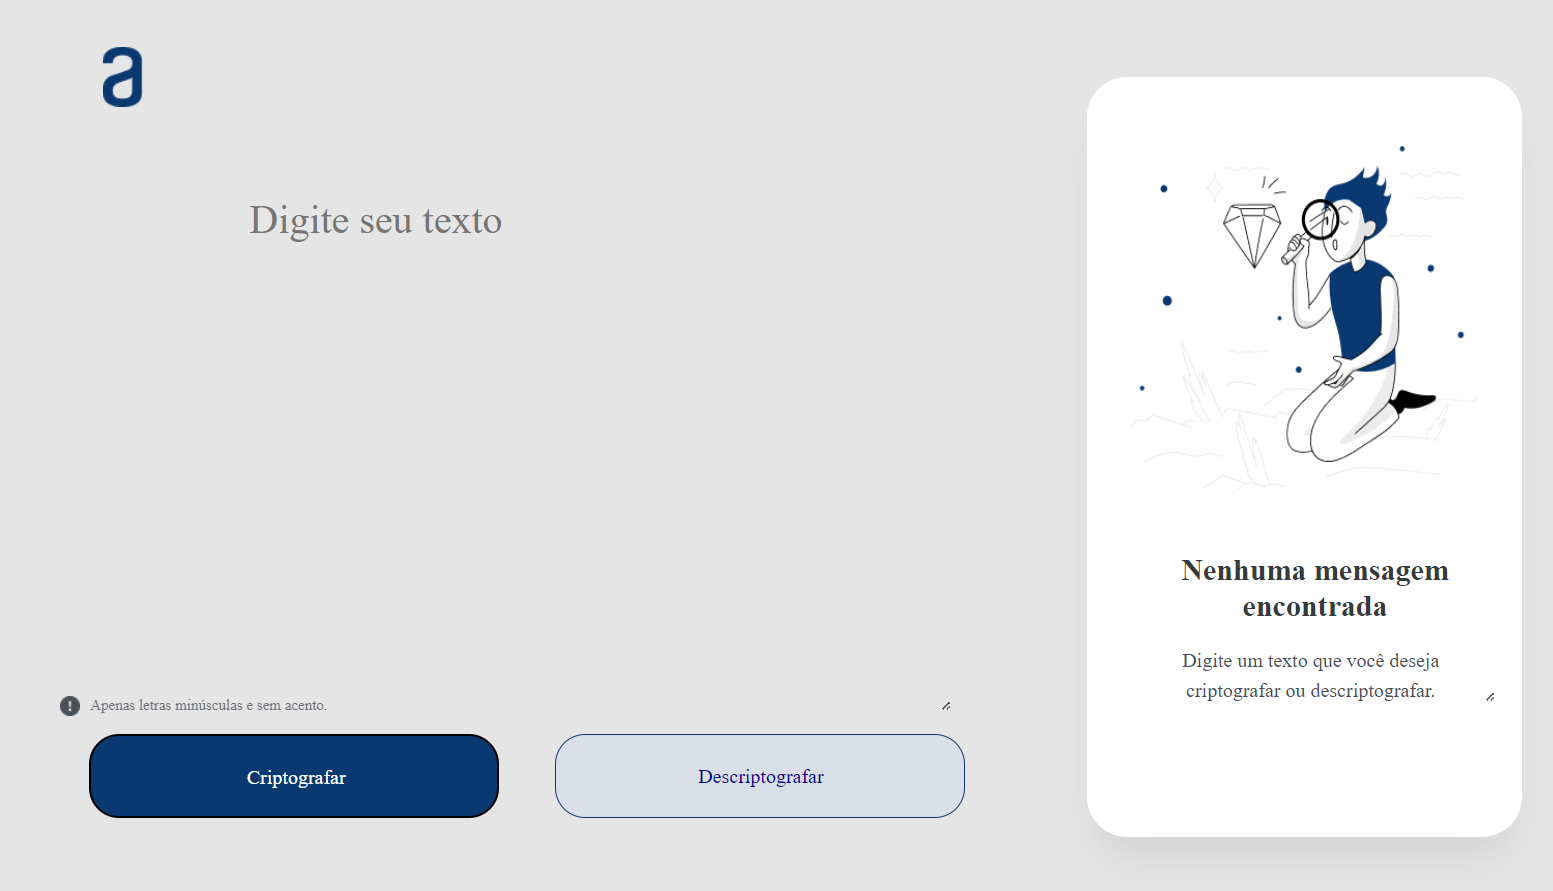 a
Digite seu texto
Apenas letras minúsculas e sem acento.
Criptografar
Descriptografar
Nenhuma mensagem
encontrada
Digite um texto que você deseja
criptografar ou descriptografar.